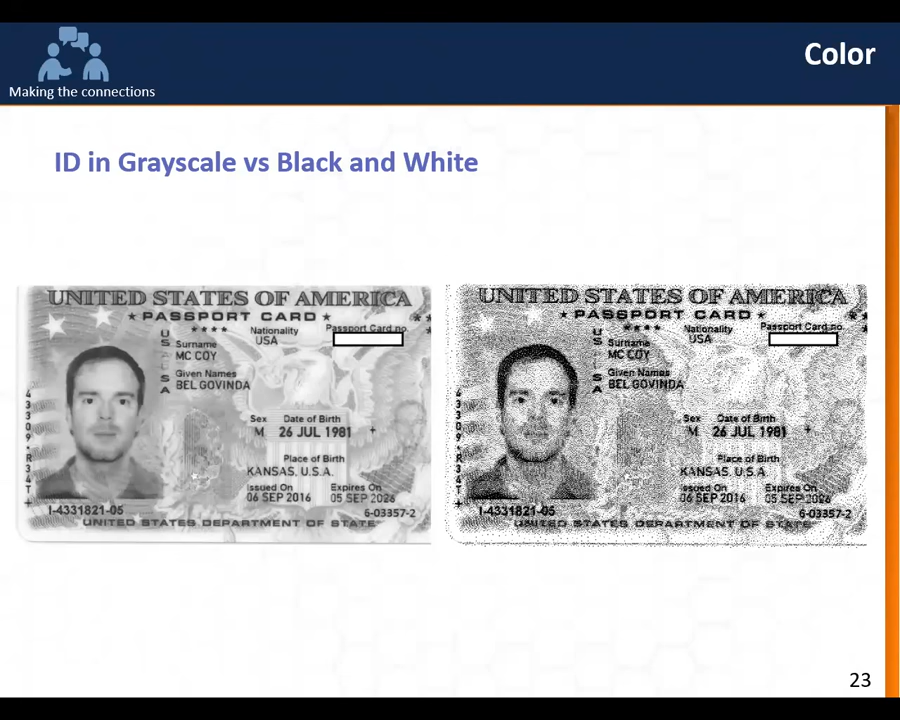 Making the connections
Color
ID in Grayscale vs Black and White
UNITED STATES OF AMERICA
★ PASSPORT CARD ★
★★★★
Nationality
USA
Passport Card no.
USA
Surname
MC COY
Given Names
BEL GOVINDA
Sex
M
Date of Birth
26 JUL 1981
Place of Birth
KANSAS, U.S.A.
Issued On
06 SEP 2016
Expires On
05 SEP 2026
I-4331821-05
6-03357-2
UNITED STATES DEPARTMENT OF STATE
UNITED STATES OF AMERICA
★ PASSPORT CARD ★
★★★★
Nationality
USA
Passport Card no.
USA
Surname
MC COY
Given Names
BEL GOVINDA
Sex
M
Date of Birth
26 JUL 1981
Place of Birth
KANSAS, U.S.A.
Issued On
06 SEP 2016
Expires On
05 SEP 2026
I-4331821-05
6-03357-2
UNITED STATES DEPARTMENT OF STATE
23